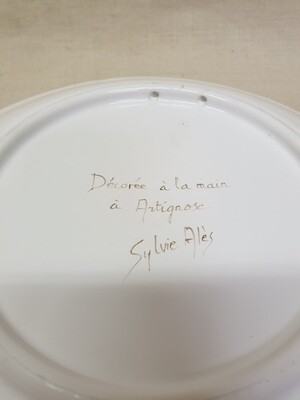 Décorée à la main
à Artignosc
Sylvie Alès